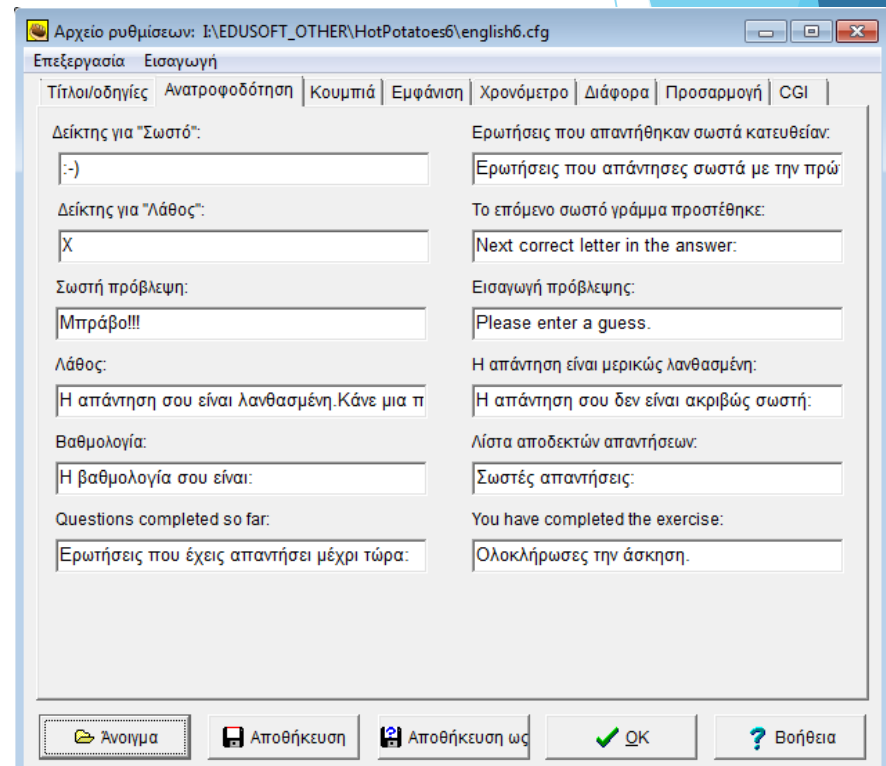 Αρχείο ρυθμίσεων: I:\EDUSOFT_OTHER\HotPotatoes6\english6.cfg
Επεξεργασία Εισαγωγή
Τίτλοι/οδηγίες Ανατροφοδότηση Κουμπιά Εμφάνιση Χρονόμετρο Διάφορα Προσαρμογή CGI
Δείκτης για "Σωστό":
:-)
Δείκτης για "Λάθος":
X
Σωστή πρόβλεψη:
Μπράβο!!!
Λάθος:
Η απάντηση σου είναι λανθασμένη.Κάνε μια π
Βαθμολογία:
Η βαθμολογία σου είναι:
Questions completed so far:
Ερωτήσεις που έχεις απαντήσει μέχρι τώρα:
Ερωτήσεις που απαντήθηκαν σωστά κατευθείαν:
Ερωτήσεις που απάντησες σωστά με την πρώτ
Το επόμενο σωστό γράμμα προστέθηκε:
Next correct letter in the answer:
Εισαγωγή πρόβλεψης:
Please enter a guess.
Η απάντηση είναι μερικώς λανθασμένη:
Η απάντηση σου δεν είναι ακριβώς σωστή:
Λίστα αποδεκτών απαντήσεων:
Σωστές απαντήσεις:
You have completed the exercise:
Ολοκλήρωσες την άσκηση.
Άνοιγμα Αποθήκευση Αποθήκευση ως OK Βοήθεια